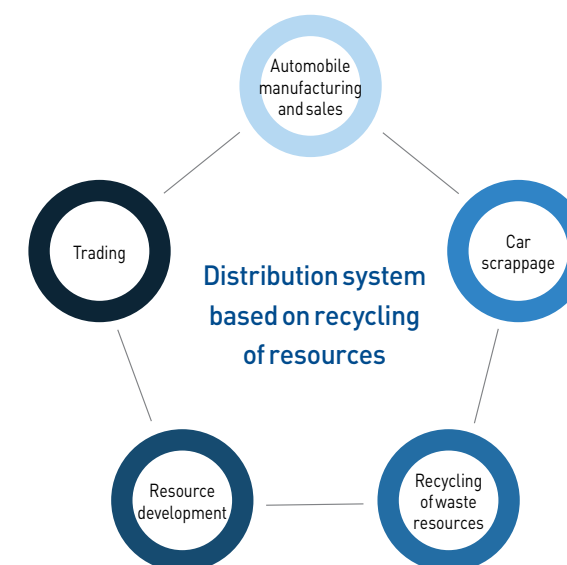 Automobile
manufacturing
and sales
Trading
Car
scrappage
Distribution system
based on recycling
of resources
Resource
development
Recycling
of waste
resources